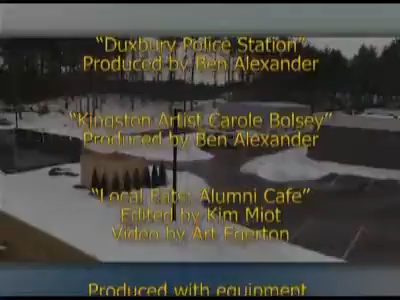 “Duxbury Police Station”
Produced by Ben Alexander
“Kingston Artist Carole Bolsey”
Produced by Ben Alexander
“Local Eats: Alumni Cafe”
Edited by Kim Miot
Video by Art Egerton
Produced with equipment